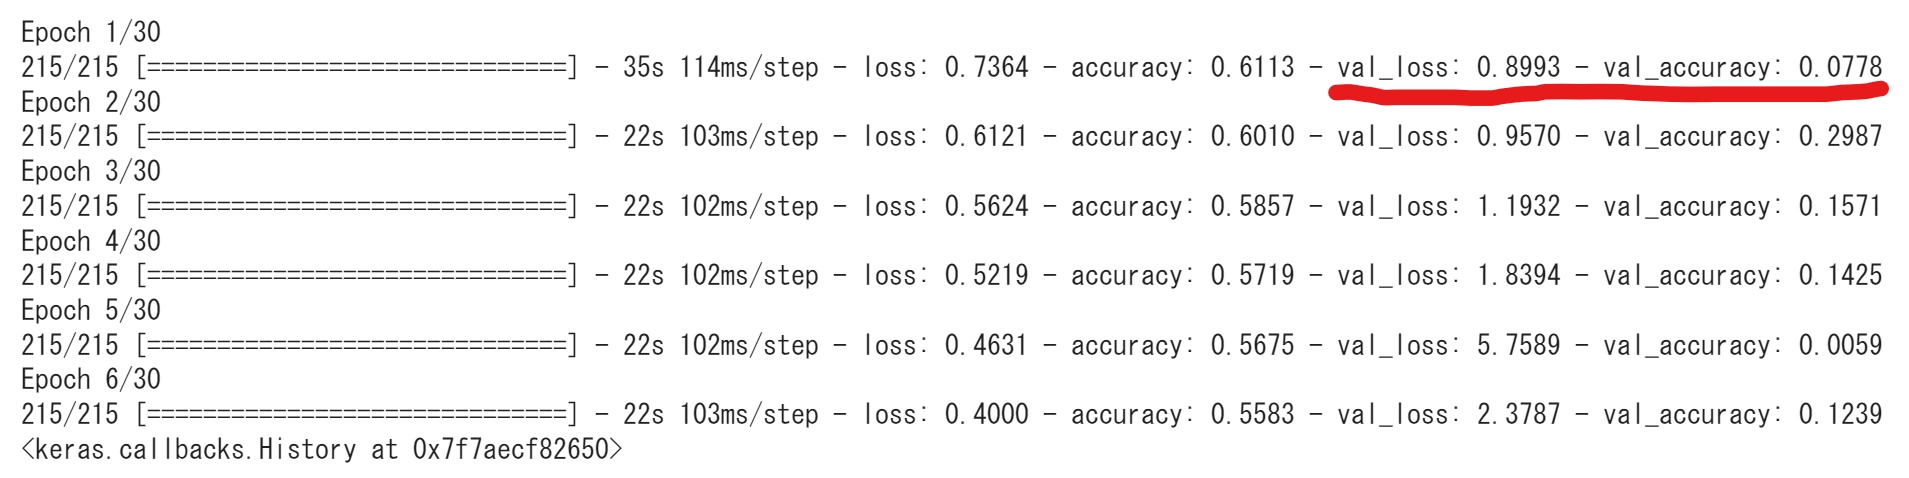 Epoch 1/30
215/215 [==============================] - 35s 114ms/step - loss: 0.7364 - accuracy: 0.6113 - val_loss: 0.8993 - val_accuracy: 0.0778
Epoch 2/30
215/215 [==============================] - 22s 103ms/step - loss: 0.6121 - accuracy: 0.6010 - val_loss: 0.9570 - val_accuracy: 0.2987
Epoch 3/30
215/215 [==============================] - 22s 102ms/step - loss: 0.5624 - accuracy: 0.5857 - val_loss: 1.1932 - val_accuracy: 0.1571
Epoch 4/30
215/215 [==============================] - 22s 102ms/step - loss: 0.5219 - accuracy: 0.5719 - val_loss: 1.8394 - val_accuracy: 0.1425
Epoch 5/30
215/215 [==============================] - 22s 102ms/step - loss: 0.4631 - accuracy: 0.5675 - val_loss: 5.7589 - val_accuracy: 0.0059
Epoch 6/30
215/215 [==============================] - 22s 103ms/step - loss: 0.4000 - accuracy: 0.5583 - val_loss: 2.3787 - val_accuracy: 0.1239
<keras.callbacks.History at 0x7f7aecf82650>